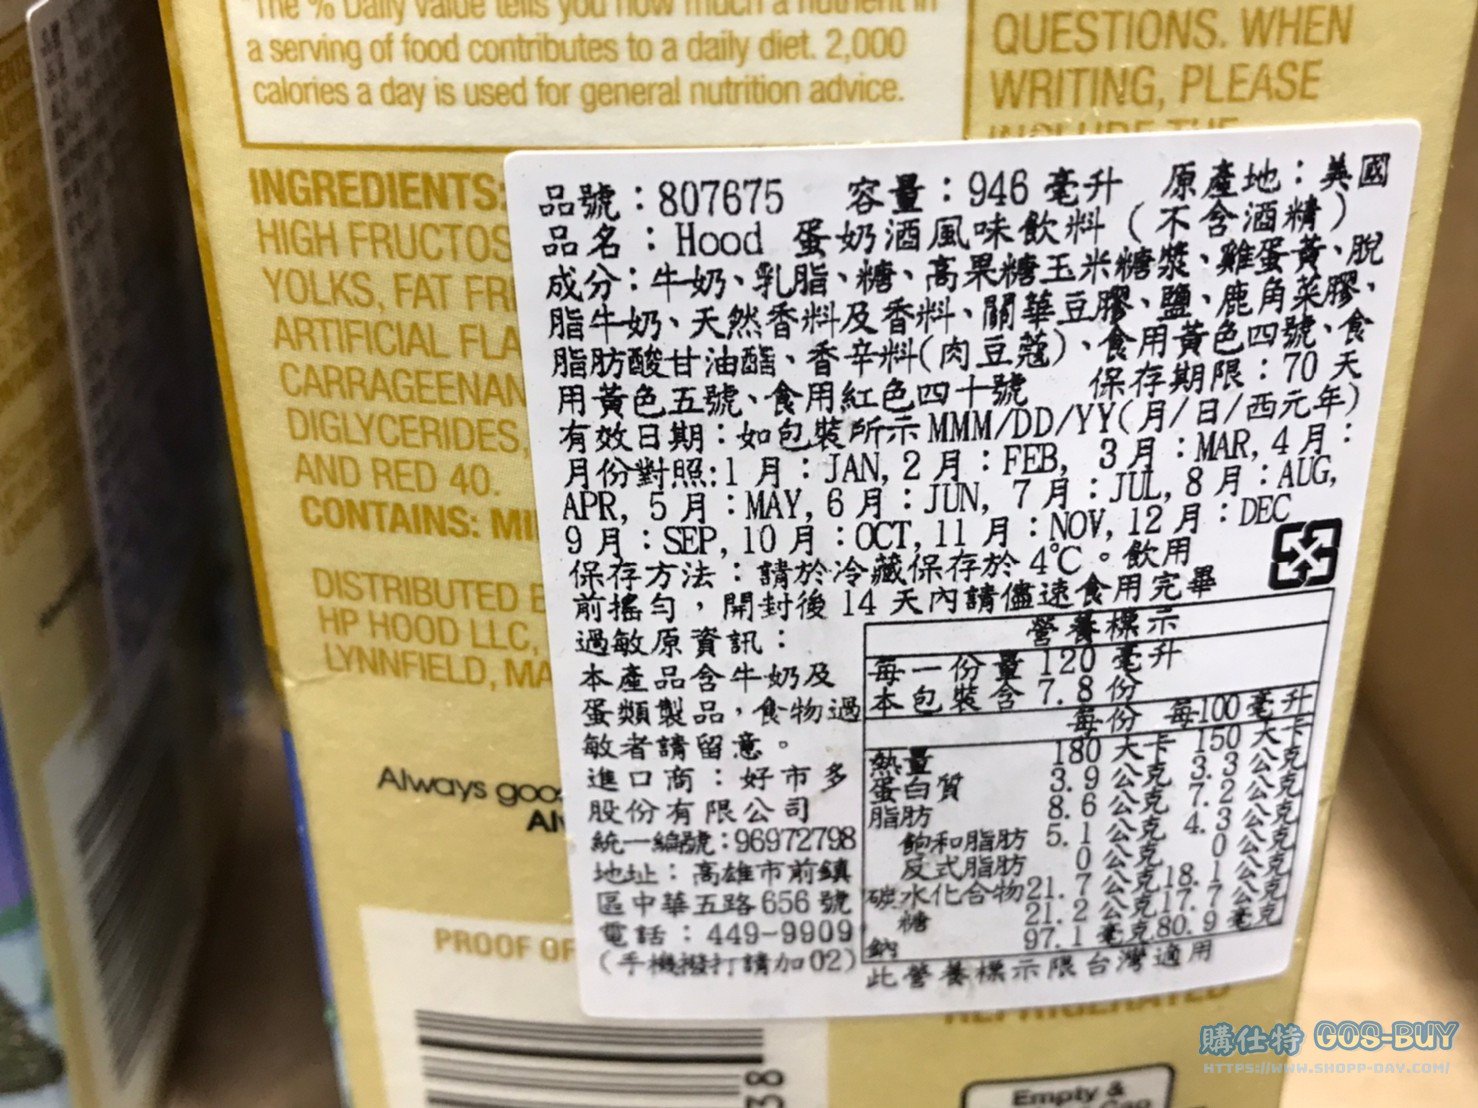 The % Daily Value tells you how much a nutrient in
a serving of food contributes to a daily diet. 2,000
calories a day is used for general nutrition advice.
QUESTIONS. WHEN
WRITING, PLEASE
INCLUDE THE
INGREDIENTS:
HIGH FRUCTOS
YOLKS, FAT FR
ARTIFICIAL FLA
CARRAGEENAN
DIGLYCERIDES,
AND RED 40.
CONTAINS: MI
DISTRIBUTED B
HP HOOD LLC,
LYNNFIELD, MA
Always goo
Al
PROOF OF
品號：807675 容量：946 毫升 原產地：美國
品名：Hood 蛋奶酒風味飲料（不含酒精）
成分：牛奶、乳脂、糖、高果糖玉米糖漿、雞蛋黃、脫
脂牛奶、天然香料及香料、關華豆膠、鹽、鹿角菜膠、
脂肪酸甘油酯、香辛料(肉豆蔻)、食用黃色四號、食
用黃色五號、食用紅色四十號 保存期限：70 天
有效日期：如包裝所示MMM/DD/YY(月/日/西元年)
月份對照:1 月：JAN, 2 月：FEB, 3 月：MAR, 4 月：
APR, 5 月：MAY, 6 月：JUN, 7 月：JUL, 8 月：AUG,
9 月：SEP, 10 月：OCT, 11 月：NOV, 12 月：DEC
保存方法：請於冷藏保存於 4℃。飲用
前搖勻，開封後 14 天內請儘速食用完畢
過敏原資訊：
本產品含牛奶及
蛋類製品，食物過
敏者請留意。
進口商：好市多
股份有限公司
統一編號:96972798
地址：高雄市前鎮
區中華五路656 號
電話：449-9909
(手機撥打請加02)
營養標示
每一份量 120 毫升
本包裝含 7.8 份
每份 每100毫升
熱量 180 大卡 150 大卡
蛋白質 3.9 公克 3.3 公克
脂肪 8.6 公克 7.2 公克
飽和脂肪 5.1 公克 4.3 公克
反式脂肪 0 公克 0 公克
碳水化合物 21.7 公克 18.1 公克
糖 21.2 公克 17.7 公克
鈉 97.1 毫克 80.9 毫克
此營養標示限台灣適用
REFRIGERATED
Empty &
購仕特 GOS-BUY
HTTPS://WWW.SHOPP-DAY.COM/